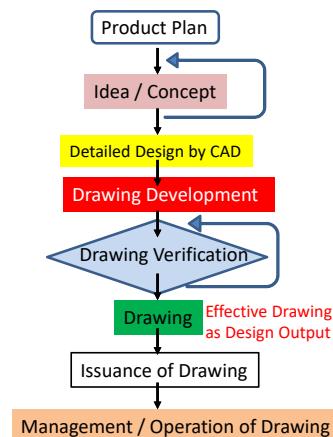 Product Plan
Idea / Concept
Detailed Design by CAD
Drawing Development
Drawing Verification
Drawing
Effective Drawing
as Design Output
Issuance of Drawing
Management / Operation of Drawing